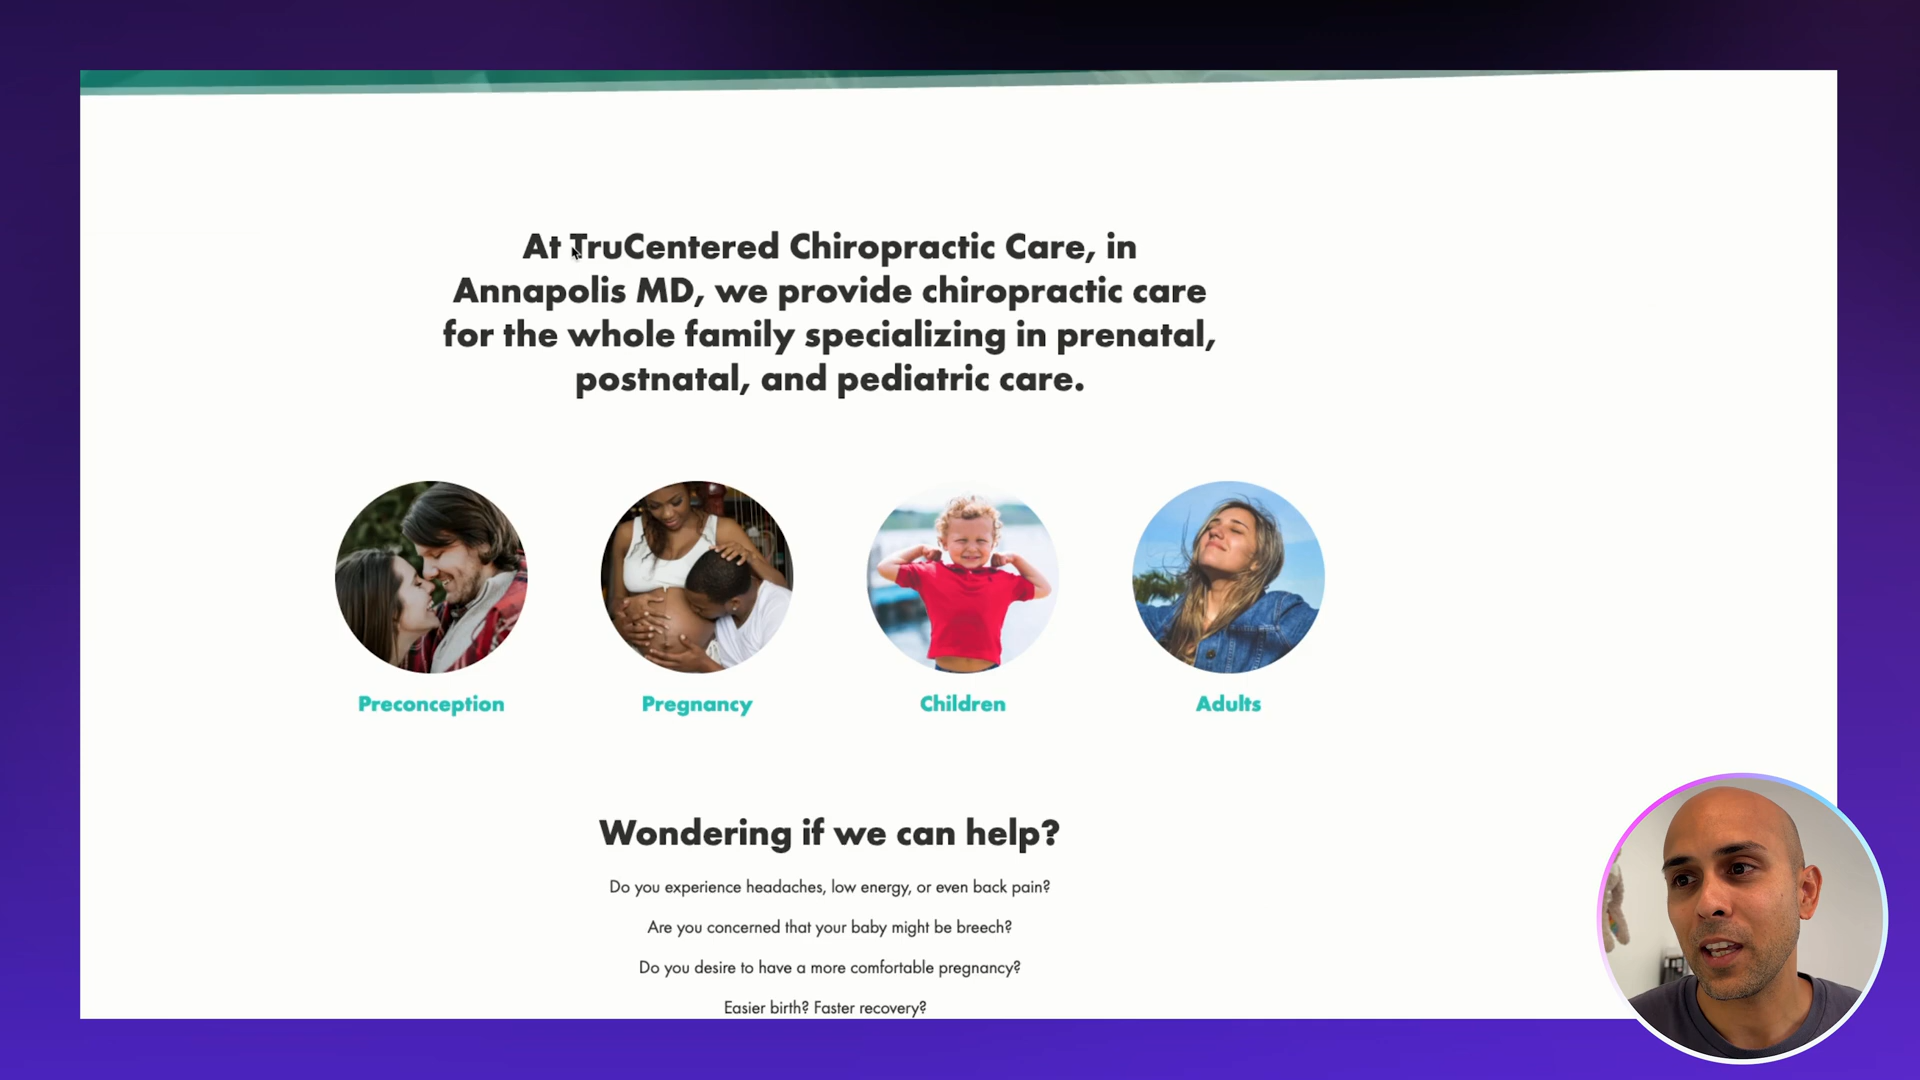 At TruCentered Chiropractic Care, in
Annapolis MD, we provide chiropractic care
for the whole family specializing in prenatal,
postnatal, and pediatric care.
Preconception
Pregnancy
Children
Adults
Wondering if we can help?
Do you experience headaches, low energy, or even back pain?
Are you concerned that your baby might be breech?
Do you desire to have a more comfortable pregnancy?
Easier birth? Faster recovery?